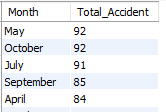 Month Total_Accident
May 92
October 92
July 91
September 85
April 84